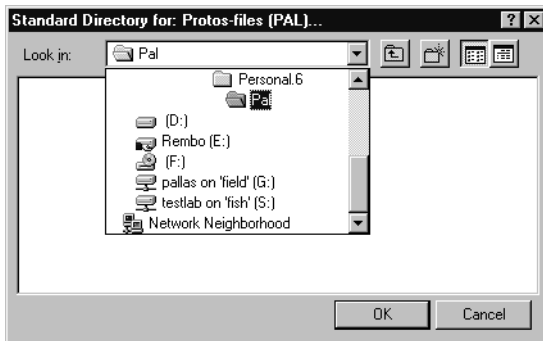 Standard Directory for: Protos-files (PAL)...
Look in:
Pal
Personal.6
Pal
(D:)
Rembo (E:)
(F:)
pallas on 'field' (G:)
testlab on 'fish' (S:)
Network Neighborhood
OK
Cancel